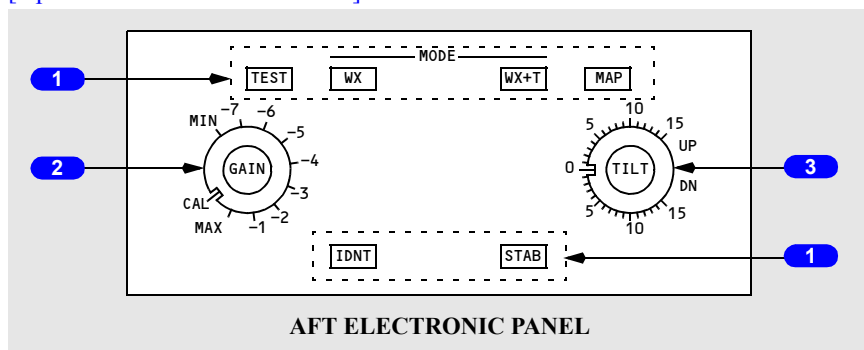 MODE
1
TEST
WX
WX+T
MAP
MIN
-7
-6
-5
-4
-3
-2
-1
MAX
CAL
GAIN
2
10
5
15
UP
0
TILT
DN
5
15
10
3
IDNT
STAB
1
AFT ELECTRONIC PANEL